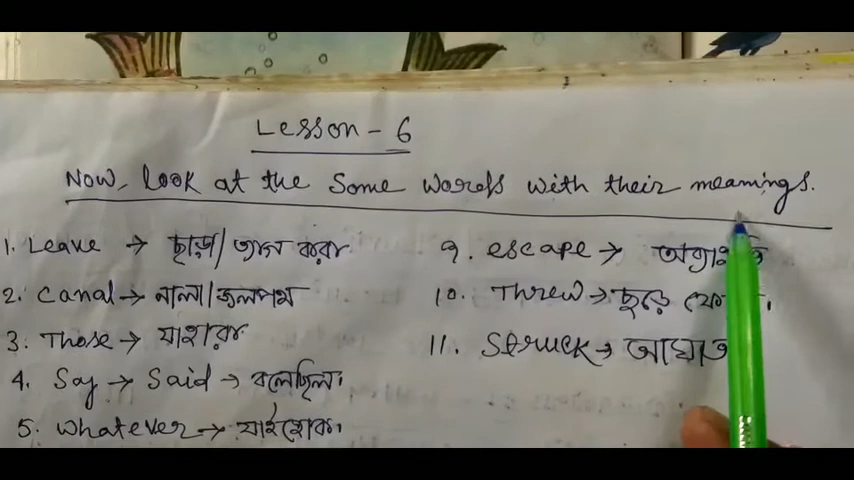 Lesson - 6
Now, look at the some words with their meanings.
1. Leave → ছাড়া/ত্যাগ করা
2. Canal → নালা/জলপথ
3. Those → যাহারা
4. Say → Said → বলেছিল।
5. Whatever → যাইহোক।
9. escape →
10. Threw → ছুরে
11. Struck → আঘাত